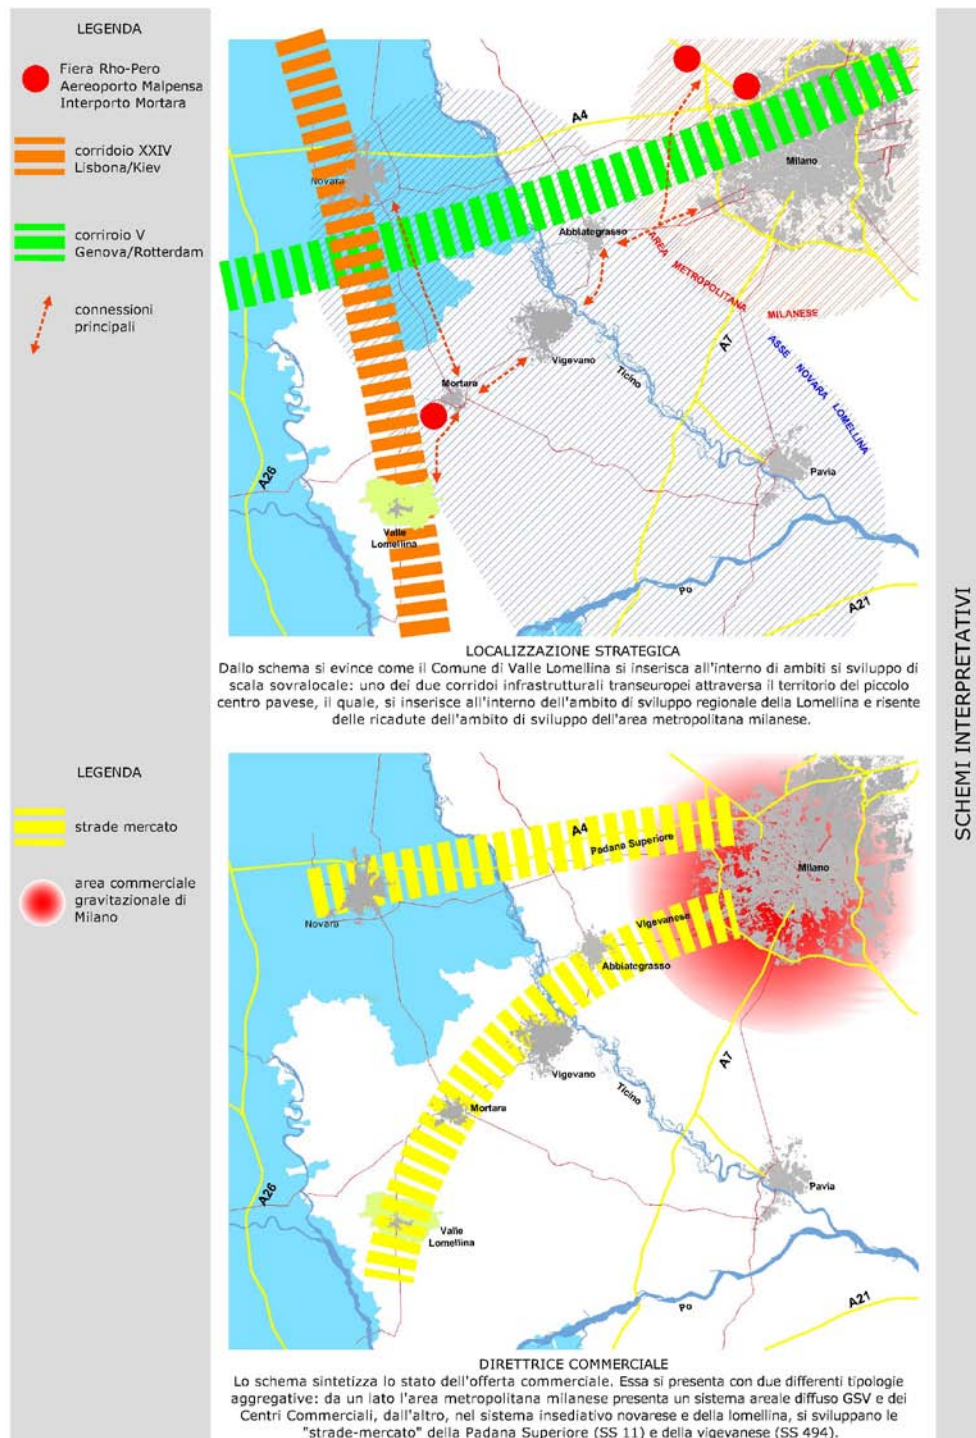 LEGENDA
Fiera Rho-Pero
Aereoporto Malpensa
Interporto Mortara
corridoio XXIV
Lisbona/Kiev
corriroio V
Genova/Rotterdam
connessioni
principali
A4
Milano
Novara
Abbiategrasso
AREA METROPOLITANA MILANESE
ASSE NOVARA LOMELLINA
A7
Vigevano
Ticino
Mortara
Pavia
A26
Valle
Lomellina
Po
A21
LOCALIZZAZIONE STRATEGICA
Dallo schema si evince come il Comune di Valle Lomellina si inserisca all'interno di ambiti si sviluppo di
scala sovralocale: uno dei due corridoi infrastrutturali transeuropei attraversa il territorio del piccolo
centro pavese, il quale, si inserisce all'interno dell'ambito di sviluppo regionale della Lomellina e risente
delle ricadute dell'ambito di sviluppo dell'area metropolitana milanese.
SCHEMI INTERPRETATIVI
LEGENDA
strade mercato
area commerciale
gravitazionale di
Milano
A4
Padana Superiore
Milano
Novara
Vigevanese
Abbiategrasso
A7
Vigevano
Ticino
Mortara
Pavia
A26
Valle
Lomellina
Po
A21
DIRETTRICE COMMERCIALE
Lo schema sintetizza lo stato dell'offerta commerciale. Essa si presenta con due differenti tipologie
aggregative: da un lato l'area metropolitana milanese presenta un sistema areale diffuso GSV e dei
Centri Commerciali, dall'altro, nel sistema insediativo novarese e della lomellina, si sviluppano le
"strade-mercato" della Padana Superiore (SS 11) e della vigevanese (SS 494).